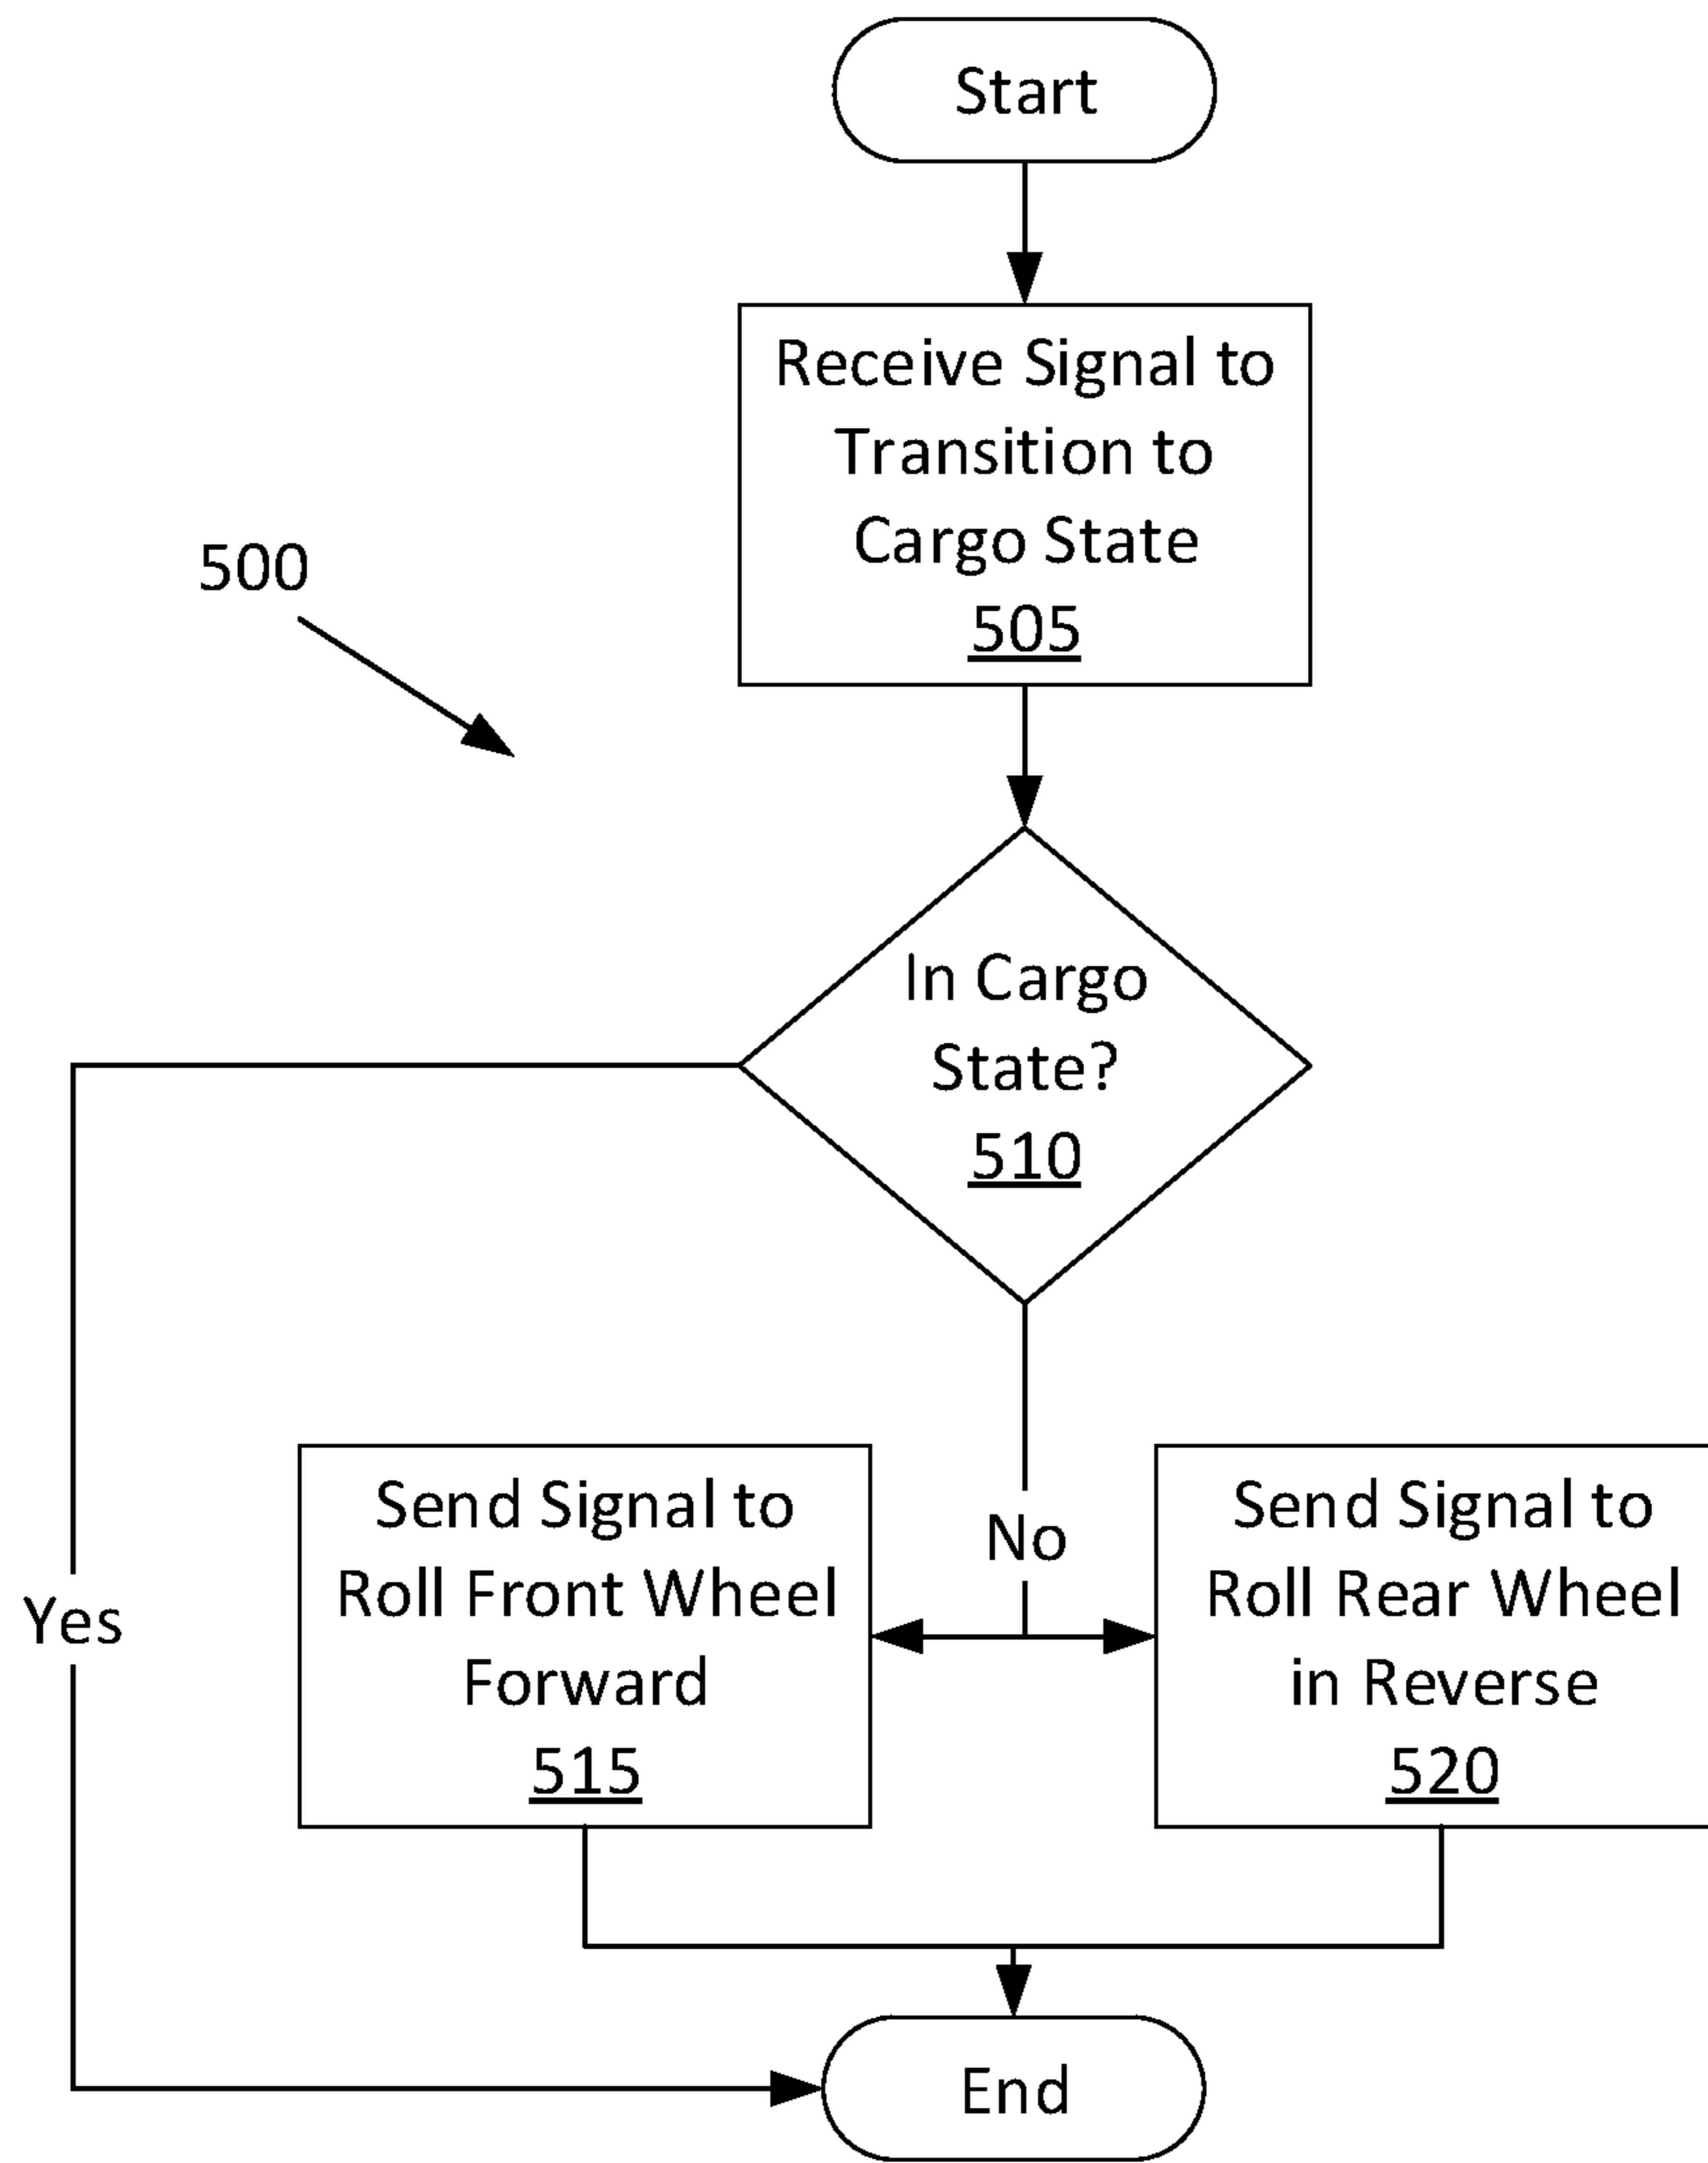 Start
Receive Signal to
Transition to
Cargo State
505
500
In Cargo
State?
510
Send Signal to
Roll Front Wheel
Forward
515
No
Send Signal to
Roll Rear Wheel
in Reverse
520
Yes
End